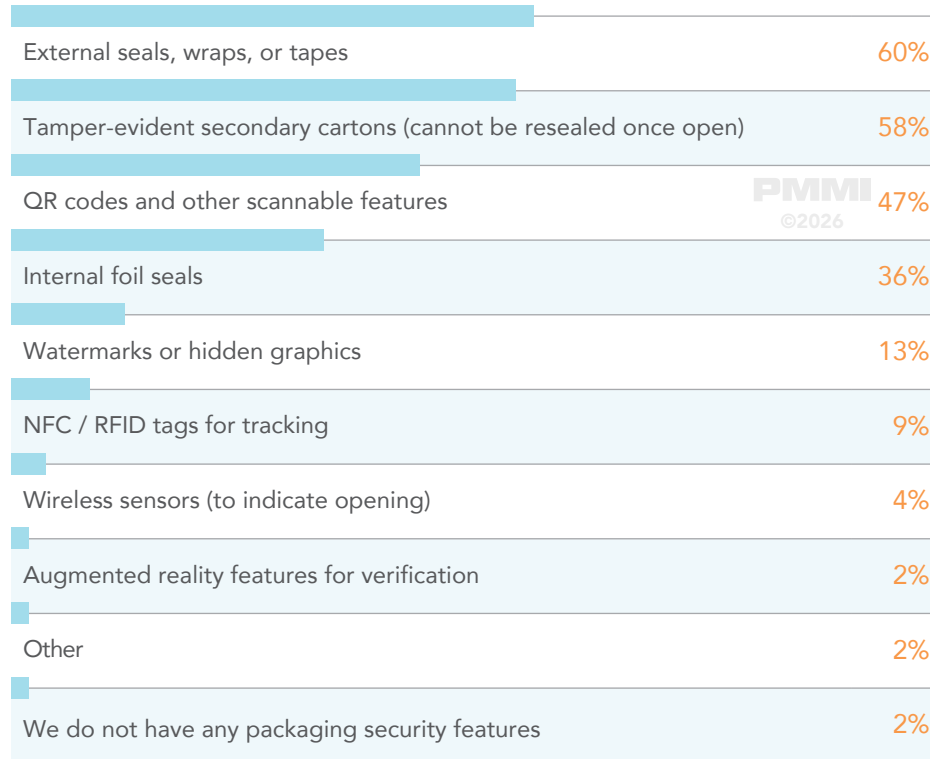 External seals, wraps, or tapes 60%
Tamper-evident secondary cartons (cannot be resealed once open) 58%
QR codes and other scannable features 47%
PMMI
©2026
Internal foil seals 36%
Watermarks or hidden graphics 13%
NFC / RFID tags for tracking 9%
Wireless sensors (to indicate opening) 4%
Augmented reality features for verification 2%
Other 2%
We do not have any packaging security features 2%